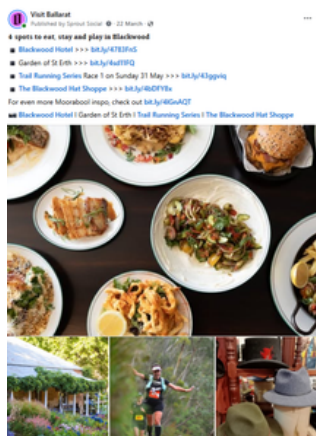 Visit Ballarat
Published by Sprout Social · 22 March ·
4 spots to eat, stay and play in Blackwood
Blackwood Hotel >>> bit.ly/4783FnS
Garden of St Erth >>> bit.ly/4ud1lFQ
Trail Running Series Race 1 on Sunday 31 May >>> bit.ly/43ggviq
The Blackwood Hat Shoppe >>> bit.ly/4bDFY8x
For even more Moorabool inspo, check out bit.ly/4lGnAQT
Blackwood Hotel I Garden of St Erth I Trail Running Series I The Blackwood Hat Shoppe